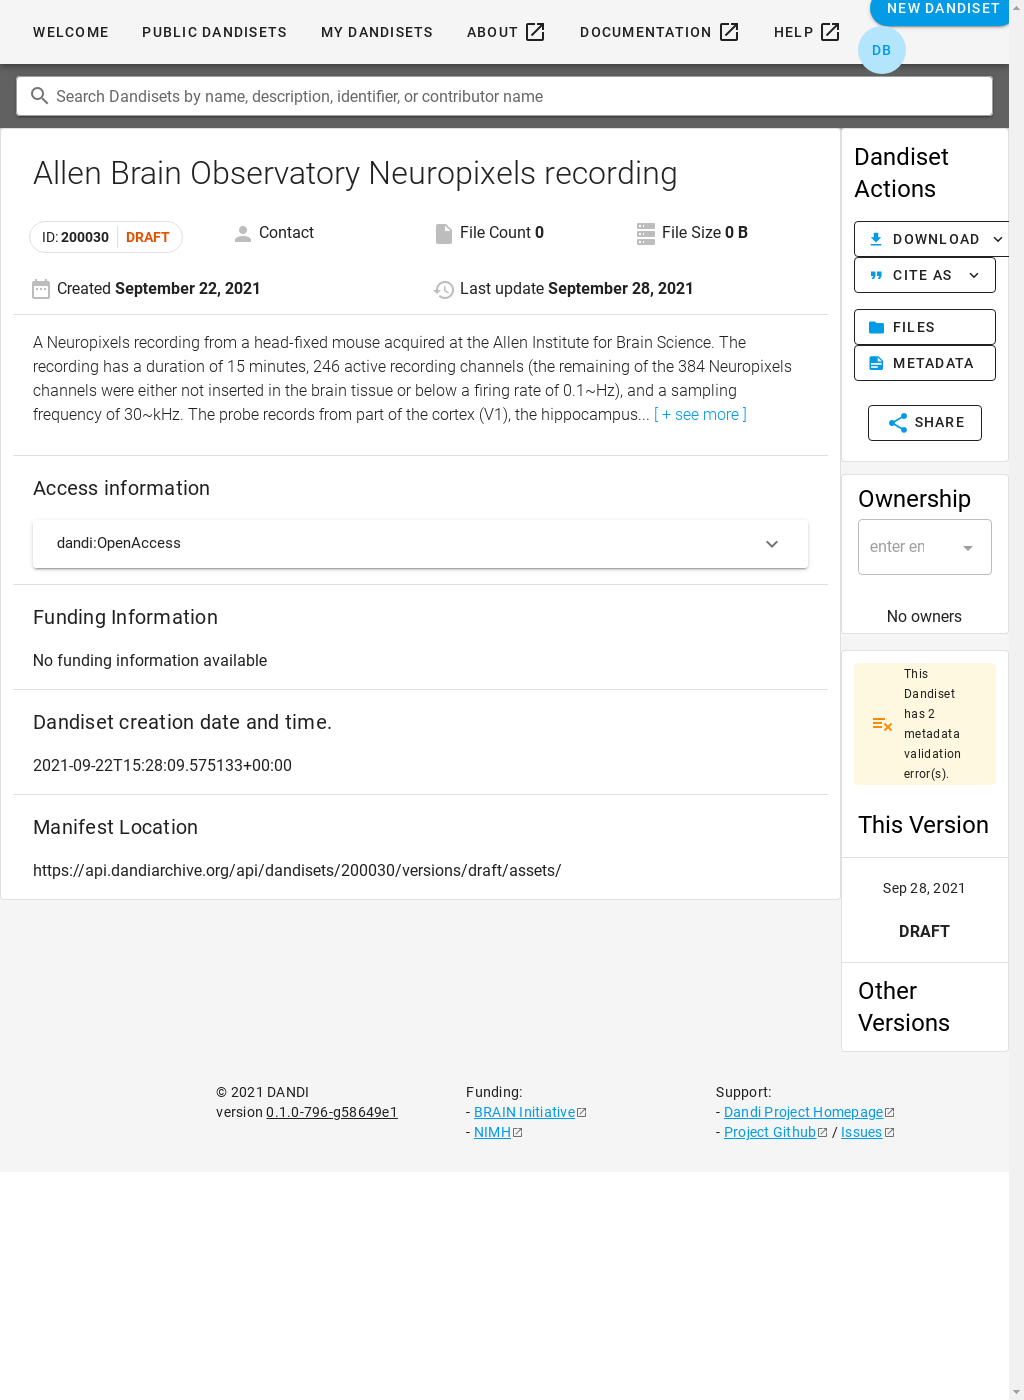 WELCOME
PUBLIC DANDISETS
MY DANDISETS
ABOUT
DOCUMENTATION
HELP
NEW DANDISET
DB
Search Dandisets by name, description, identifier, or contributor name
Allen Brain Observatory Neuropixels recording
ID: 200030 DRAFT
Contact
File Count 0
File Size 0 B
Created September 22, 2021
Last update September 28, 2021
A Neuropixels recording from a head-fixed mouse acquired at the Allen Institute for Brain Science. The
recording has a duration of 15 minutes, 246 active recording channels (the remaining of the 384 Neuropixels
channels were either not inserted in the brain tissue or below a firing rate of 0.1~Hz), and a sampling
frequency of 30~kHz. The probe records from part of the cortex (V1), the hippocampus... [ + see more ]
Access information
dandi:OpenAccess
Funding Information
No funding information available
Dandiset creation date and time.
2021-09-22T15:28:09.575133+00:00
Manifest Location
https://api.dandiarchive.org/api/dandisets/200030/versions/draft/assets/
Dandiset
Actions
DOWNLOAD
CITE AS
FILES
METADATA
SHARE
Ownership
enter en
No owners
This
Dandiset
has 2
metadata
validation
error(s).
This Version
Sep 28, 2021
DRAFT
Other
Versions
© 2021 DANDI
version 0.1.0-796-g58649e1
Funding:
- BRAIN Initiative
- NIMH
Support:
- Dandi Project Homepage
- Project Github / Issues